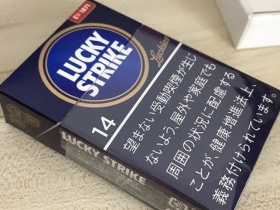 LUCKY
STRIKE
14
望まない受動喫煙が生じ
ないよう、屋外や家庭でも
周囲の状況に配慮する
ことが、健康増進法上、
義務付けられています。
LUCKY STRIKE